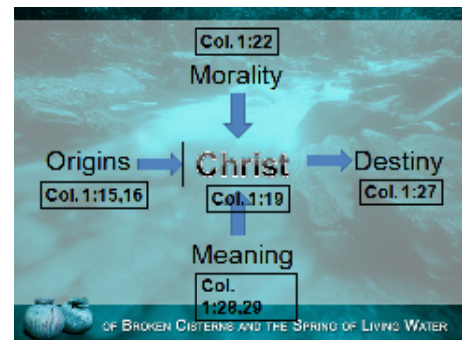 Col. 1:22
Morality
Origins
Christ
Destiny
Col. 1:15,16
Col. 1:19
Col. 1:27
Meaning
Col.
1:28,29
OF BROKEN CISTERNS AND THE SPRING OF LIVING WATER